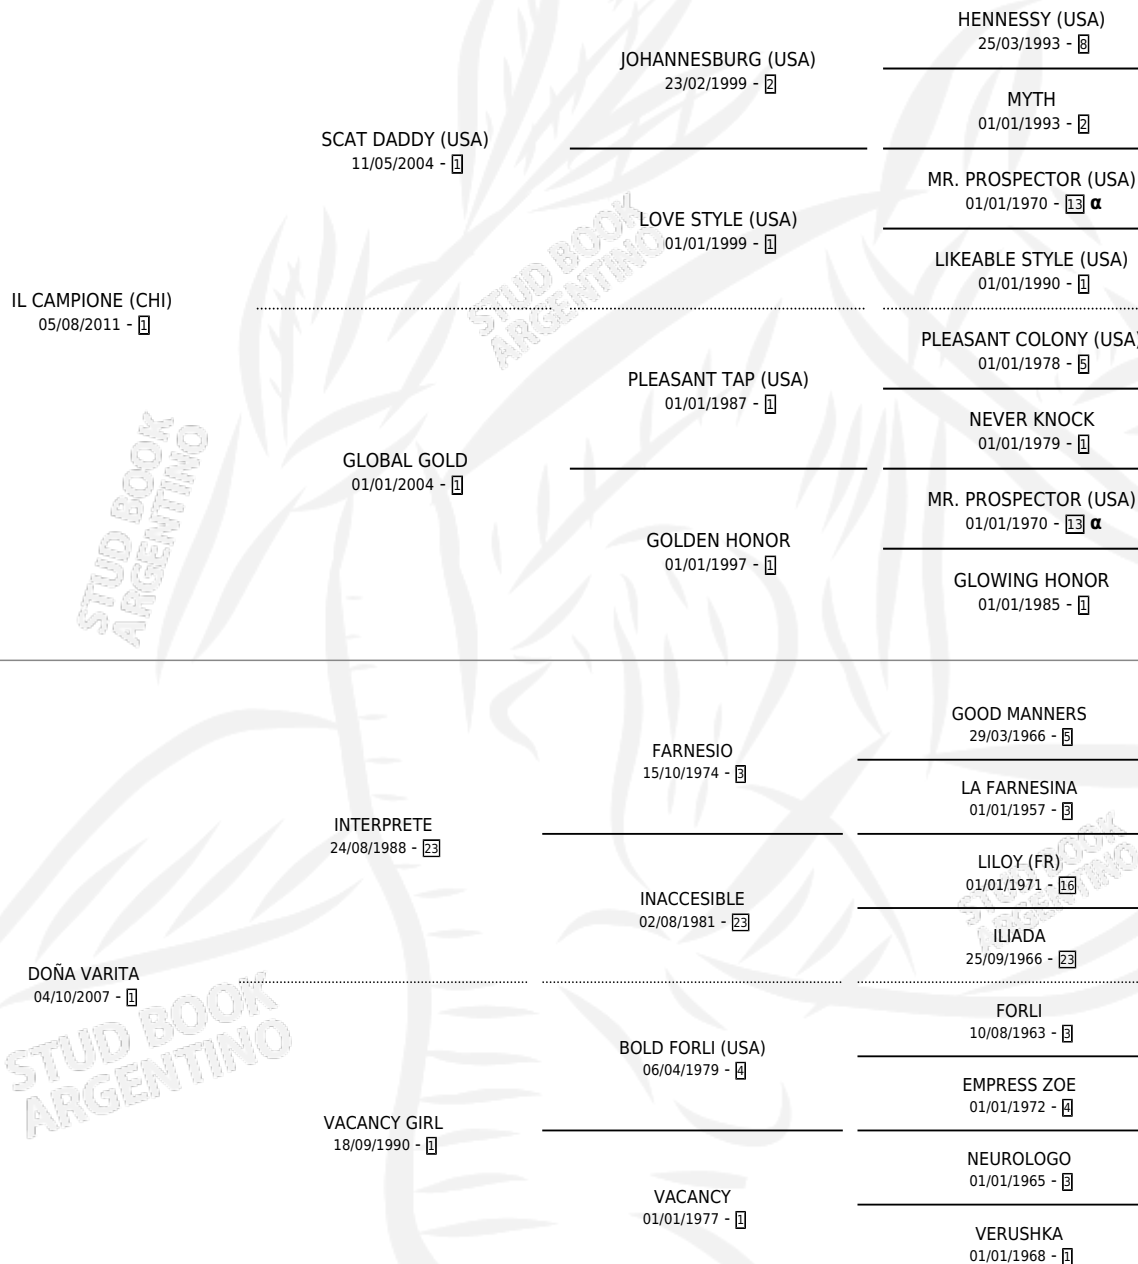 HENNESSY (USA)
25/03/1993 - 8
JOHANNESBURG (USA)
23/02/1999 - 2
MYTH
01/01/1993 - 2
SCAT DADDY (USA)
11/05/2004 - 1
MR. PROSPECTOR (USA)
01/01/1970 - 13 α
LOVE STYLE (USA)
01/01/1999 - 1
LIKEABLE STYLE (USA)
01/01/1990 - 1
IL CAMPIONE (CHI)
05/08/2011 - 1
PLEASANT COLONY (USA)
01/01/1978 - 5
PLEASANT TAP (USA)
01/01/1987 - 1
NEVER KNOCK
01/01/1979 - 1
GLOBAL GOLD
01/01/2004 - 1
MR. PROSPECTOR (USA)
01/01/1970 - 13 α
GOLDEN HONOR
01/01/1997 - 1
GLOWING HONOR
01/01/1985 - 1
GOOD MANNERS
29/03/1966 - 5
FARNESIO
15/10/1974 - 3
LA FARNESINA
01/01/1957 - 3
INTERPRETE
24/08/1988 - 23
LILOY (FR)
01/01/1971 - 16
INACCESIBLE
02/08/1981 - 23
ILIADA
25/09/1966 - 23
DOÑA VARITA
04/10/2007 - 1
FORLI
10/08/1963 - 3
BOLD FORLI (USA)
06/04/1979 - 4
EMPRESS ZOE
01/01/1972 - 4
VACANCY GIRL
18/09/1990 - 1
NEUROLOGO
01/01/1965 - 3
VACANCY
01/01/1977 - 1
VERUSHKA
01/01/1968 - 1
STUD BOOK
ARGENTINO
STUD BOOK
ARGENTINO
STUD BOOK
ARGENTINO
STUD BOOK
ARGENTINO